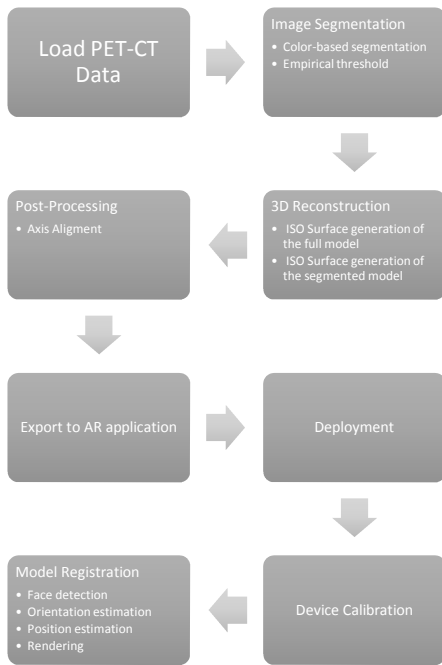 Load PET-CT
Data
Image Segmentation
• Color-based segmentation
• Empirical threshold
3D Reconstruction
• ISO Surface generation of
the full model
• ISO Surface generation of
the segmented model
Post-Processing
• Axis Aligment
Export to AR application
Deployment
Device Calibration
Model Registration
• Face detection
• Orientation estimation
• Position estimation
• Rendering